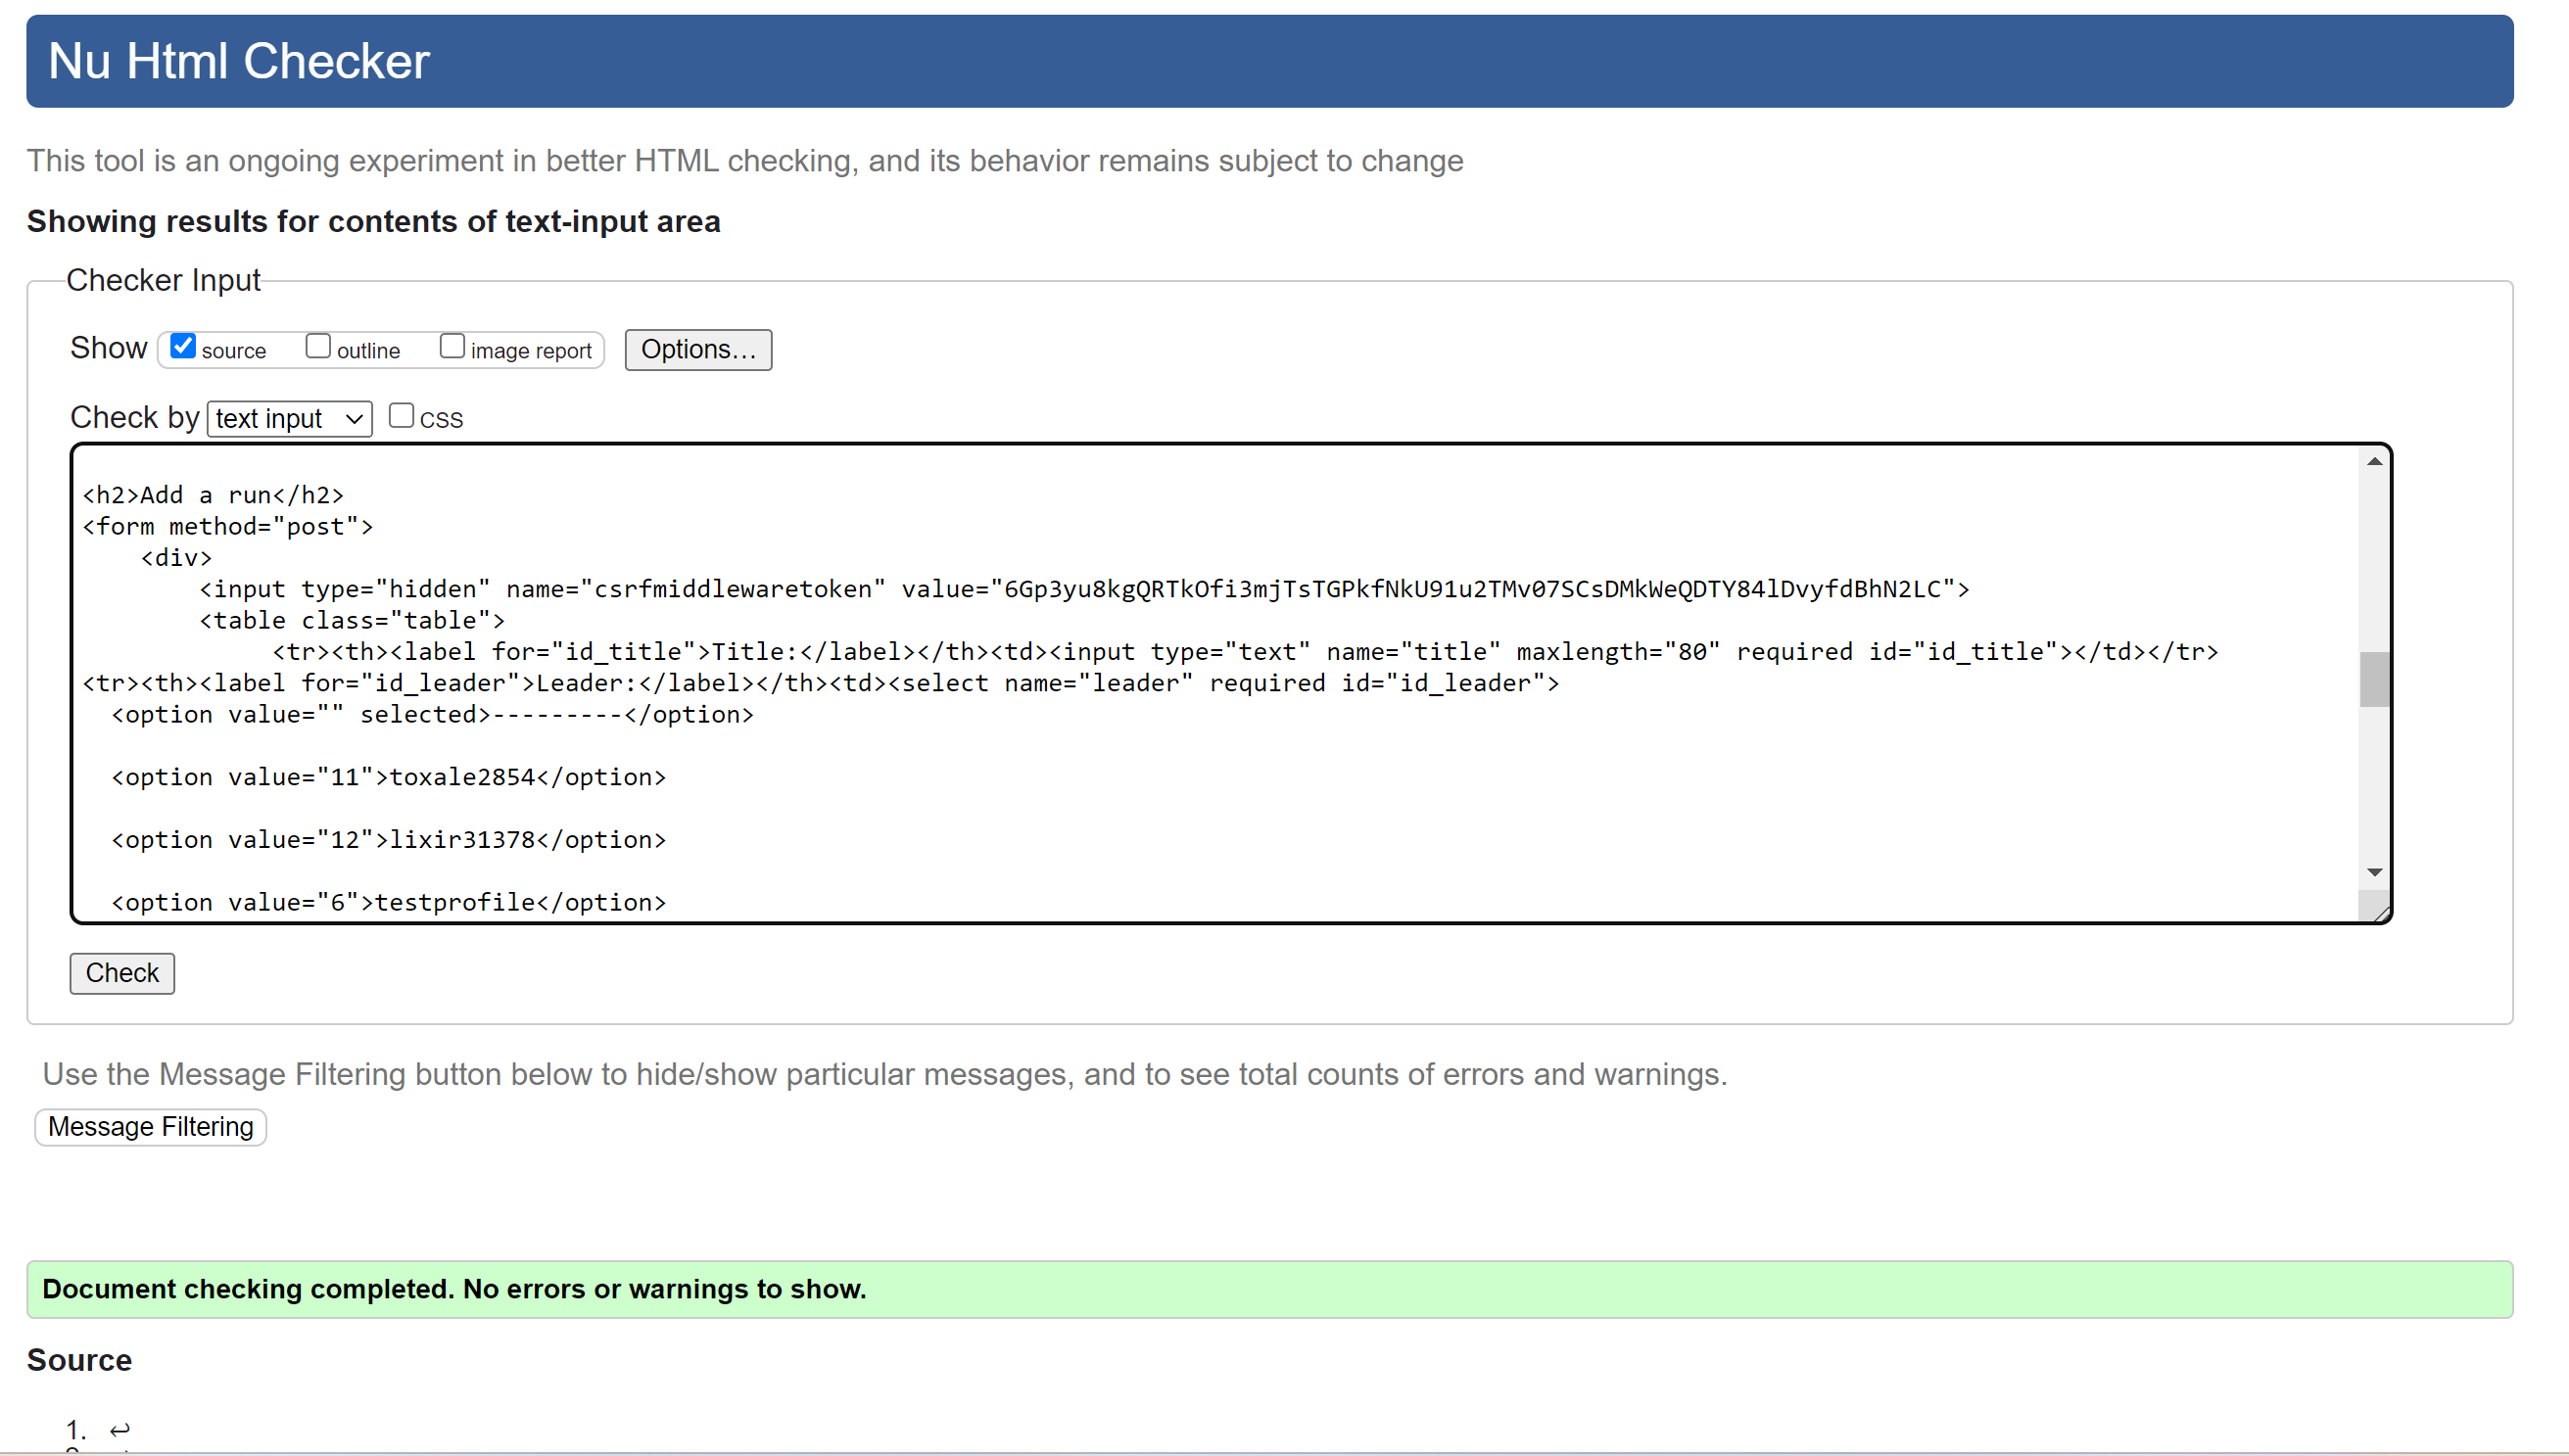 Nu Html Checker
This tool is an ongoing experiment in better HTML checking, and its behavior remains subject to change
Showing results for contents of text-input area
Checker Input
Show source outline image report Options...
Check by text input CSS
<h2>Add a run</h2>
<form method="post">
    <div>
        <input type="hidden" name="csrfmiddlewaretoken" value="6Gp3yu8kgQRTkOfi3mjTsTGPkfNkU91u2TMv07SCsDMkWeQDTY84lDvyfdBhN2LC">
        <table class="table">
             <tr><th><label for="id_title">Title:</label></th><td><input type="text" name="title" maxlength="80" required id="id_title"></td></tr>
<tr><th><label for="id_leader">Leader:</label></th><td><select name="leader" required id="id_leader">
  <option value="" selected>---------</option>
  <option value="11">toxale2854</option>
  <option value="12">lixir31378</option>
  <option value="6">testprofile</option>
Check
Use the Message Filtering button below to hide/show particular messages, and to see total counts of errors and warnings.
Message Filtering
Document checking completed. No errors or warnings to show.
Source
1. ↩